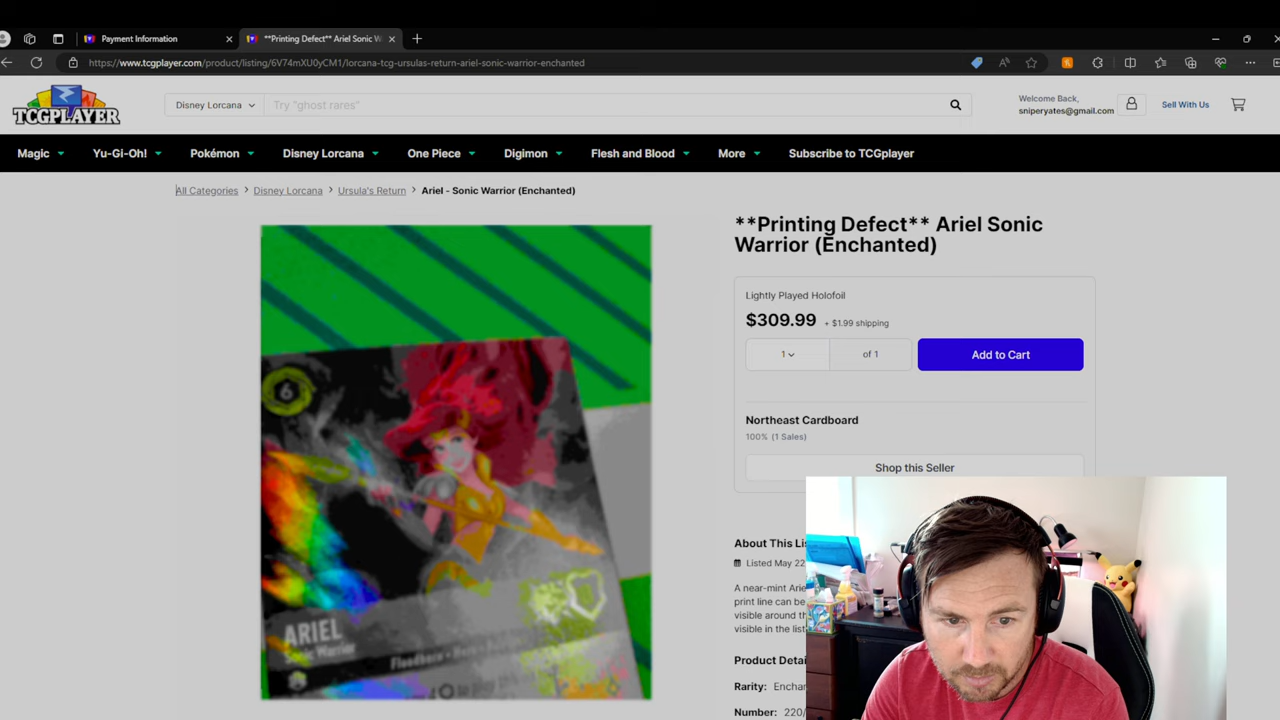 Payment Information
**Printing Defect** Ariel Sonic W
https://www.tcgplayer.com/product/listing/6V74mXU0yCM1/lorcana-tcg-ursulas-return-ariel-sonic-warrior-enchanted
TCGPLAYER
Disney Lorcana
Try "ghost rares"
Welcome Back,
sniperyates@gmail.com
Sell With Us
Magic
Yu-Gi-Oh!
Pokémon
Disney Lorcana
One Piece
Digimon
Flesh and Blood
More
Subscribe to TCGplayer
All Categories > Disney Lorcana > Ursula's Return > Ariel - Sonic Warrior (Enchanted)
**Printing Defect** Ariel Sonic
Warrior (Enchanted)
Lightly Played Holofoil
$309.99 + $1.99 shipping
1
of 1
Add to Cart
Northeast Cardboard
100% (1 Sales)
Shop this Seller
6
ARIEL
Sonic Warrior
Floodborn • Hero
About This Lis
Listed May 22
A near-mint Arie
print line can be
visible around th
visible in the list
Product Detai
Rarity: Enchan
Number: 220/